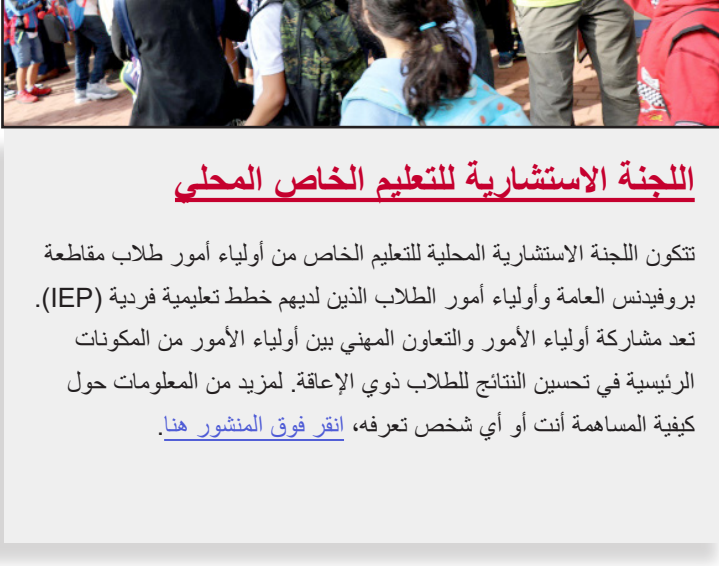 اللجنة الاستشارية للتعليم الخاص المحلي
تتكون اللجنة الاستشارية المحلية للتعليم الخاص من أولياء أمور طلاب مقاطعة
بروفيدنس العامة وأولياء أمور الطلاب الذين لديهم خطط تعليمية فردية (IEP).
تعد مشاركة أولياء الأمور والتعاون المهني بين أولياء الأمور من المكونات
الرئيسية في تحسين النتائج للطلاب ذوي الإعاقة. لمزيد من المعلومات حول
كيفية المساهمة أنت أو أي شخص تعرفه، انقر فوق المنشور هنا.